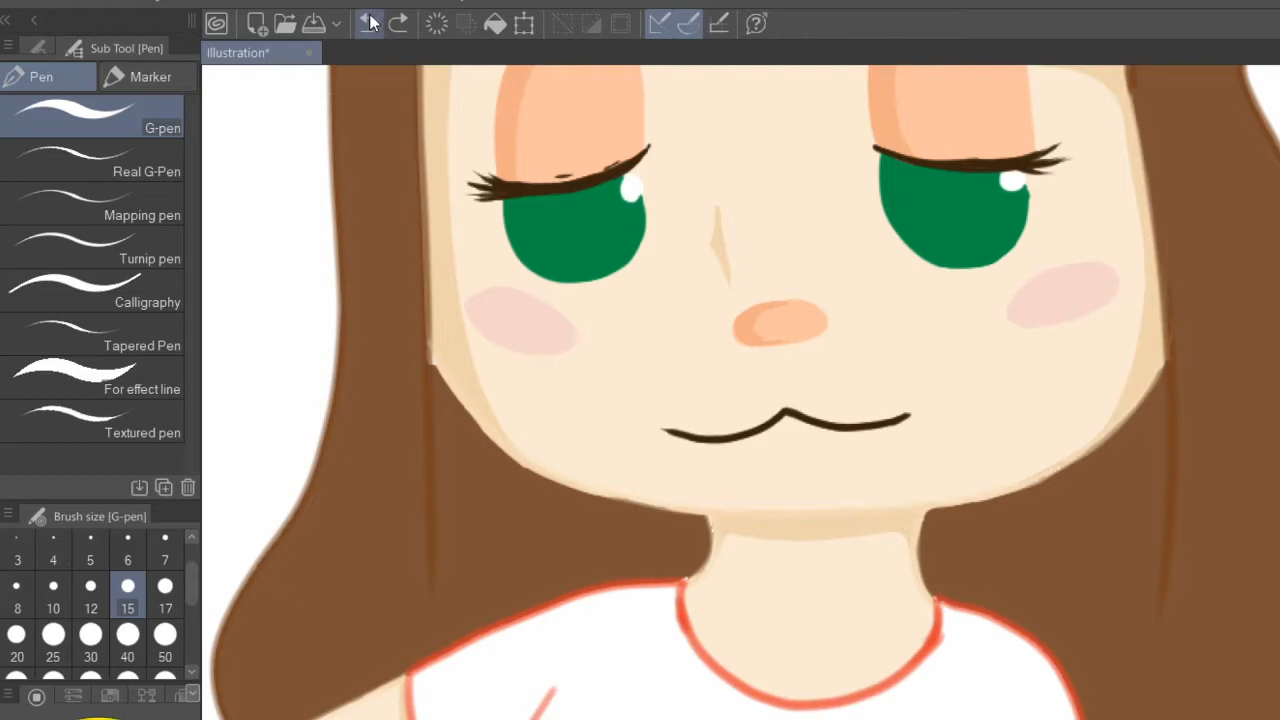 Sub Tool [Pen]
Illustration*
Pen
Marker
G-pen
Real G-Pen
Mapping pen
Turnip pen
Calligraphy
Tapered Pen
For effect line
Textured pen
Brush size [G-pen]
3 4 5 6 7
8 10 12 15 17
20 25 30 40 50